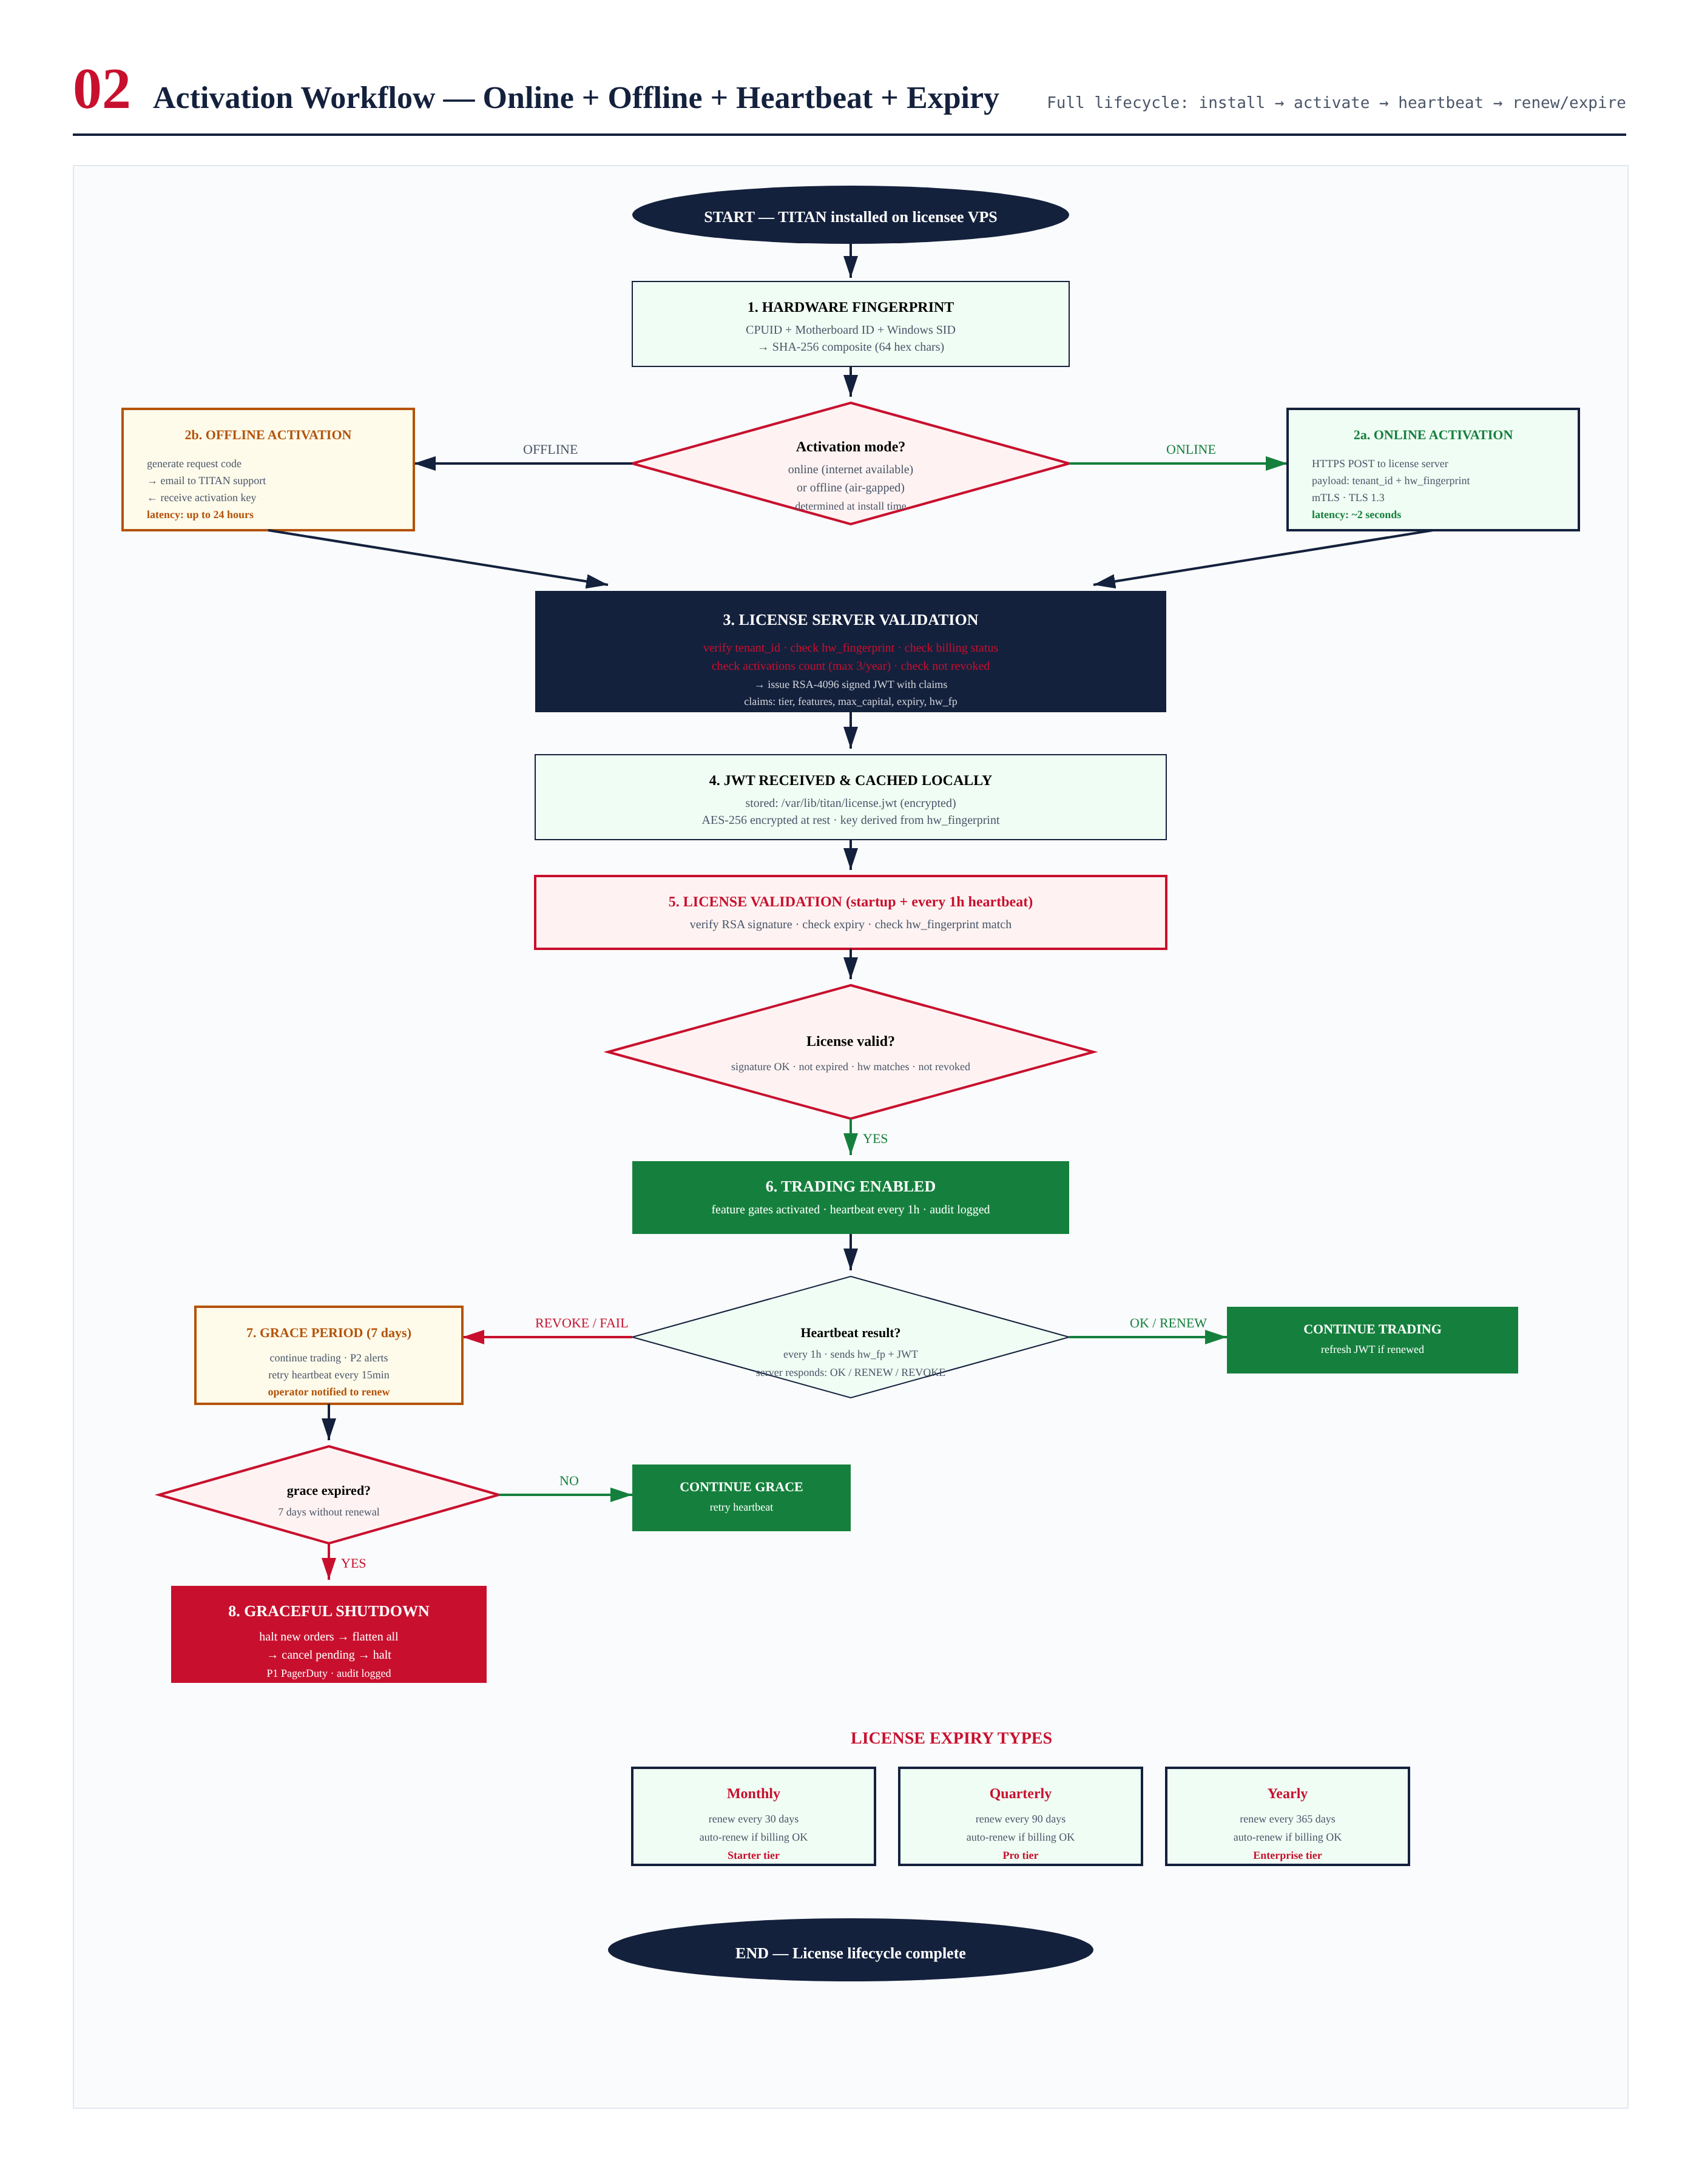 02 Activation Workflow — Online + Offline + Heartbeat + Expiry
Full lifecycle: install → activate → heartbeat → renew/expire
START — TITAN installed on licensee VPS
1. HARDWARE FINGERPRINT
CPUID + Motherboard ID + Windows SID
→ SHA-256 composite (64 hex chars)
2b. OFFLINE ACTIVATION
generate request code
→ email to TITAN support
← receive activation key
latency: up to 24 hours
OFFLINE
Activation mode?
online (internet available)
or offline (air-gapped)
determined at install time
ONLINE
2a. ONLINE ACTIVATION
HTTPS POST to license server
payload: tenant_id + hw_fingerprint
mTLS · TLS 1.3
latency: ~2 seconds
3. LICENSE SERVER VALIDATION
verify tenant_id · check hw_fingerprint · check billing status
check activations count (max 3/year) · check not revoked
→ issue RSA-4096 signed JWT with claims
claims: tier, features, max_capital, expiry, hw_fp
4. JWT RECEIVED & CACHED LOCALLY
stored: /var/lib/titan/license.jwt (encrypted)
AES-256 encrypted at rest · key derived from hw_fingerprint
5. LICENSE VALIDATION (startup + every 1h heartbeat)
verify RSA signature · check expiry · check hw_fingerprint match
License valid?
signature OK · not expired · hw matches · not revoked
YES
6. TRADING ENABLED
feature gates activated · heartbeat every 1h · audit logged
7. GRACE PERIOD (7 days)
continue trading · P2 alerts
retry heartbeat every 15min
operator notified to renew
REVOKE / FAIL
Heartbeat result?
every 1h · sends hw_fp + JWT
server responds: OK / RENEW / REVOKE
OK / RENEW
CONTINUE TRADING
refresh JWT if renewed
grace expired?
7 days without renewal
NO
CONTINUE GRACE
retry heartbeat
YES
8. GRACEFUL SHUTDOWN
halt new orders → flatten all
→ cancel pending → halt
P1 PagerDuty · audit logged
LICENSE EXPIRY TYPES
Monthly
renew every 30 days
auto-renew if billing OK
Starter tier
Quarterly
renew every 90 days
auto-renew if billing OK
Pro tier
Yearly
renew every 365 days
auto-renew if billing OK
Enterprise tier
END — License lifecycle complete